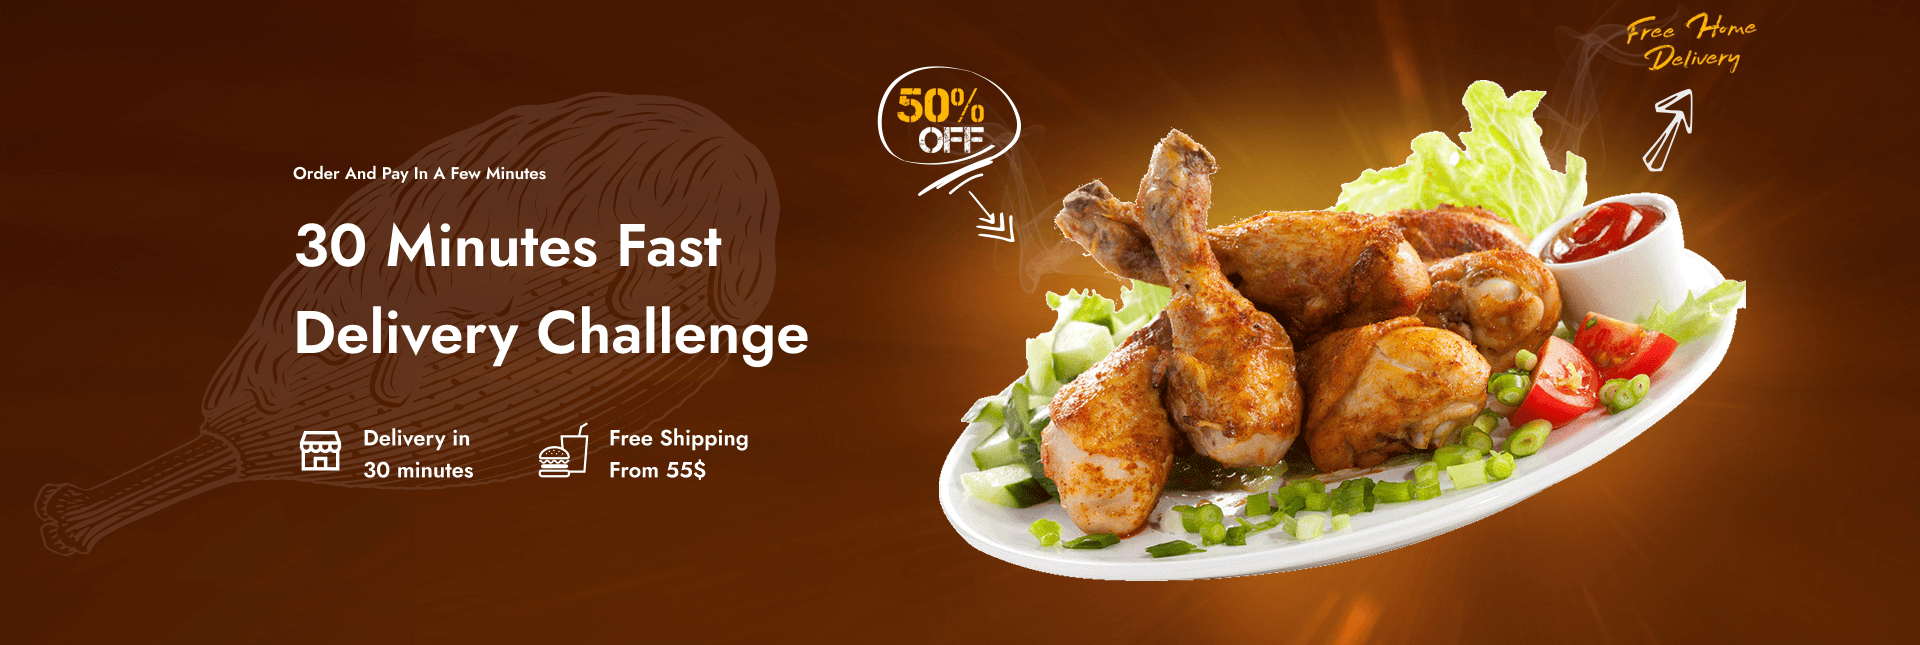 Order And Pay In A Few Minutes
30 Minutes Fast
Delivery Challenge
Delivery in
30 minutes
Free Shipping
From 55$
50%
OFF
Free Home
Delivery